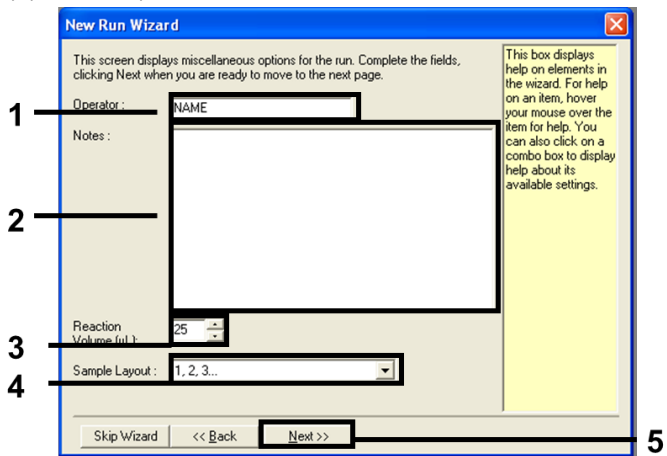 New Run Wizard
This screen displays miscellaneous options for the run. Complete the fields,
clicking Next when you are ready to move to the next page.
This box displays
help on elements in
the wizard. For help
on an item, hover
your mouse over the
item for help. You
can also click on a
combo box to display
help about its
available settings.
1
Operator :
NAME
2
Notes :
3
Reaction
Volume (µL):
25
4
Sample Layout :
1, 2, 3...
Skip Wizard
<< Back
Next >>
5